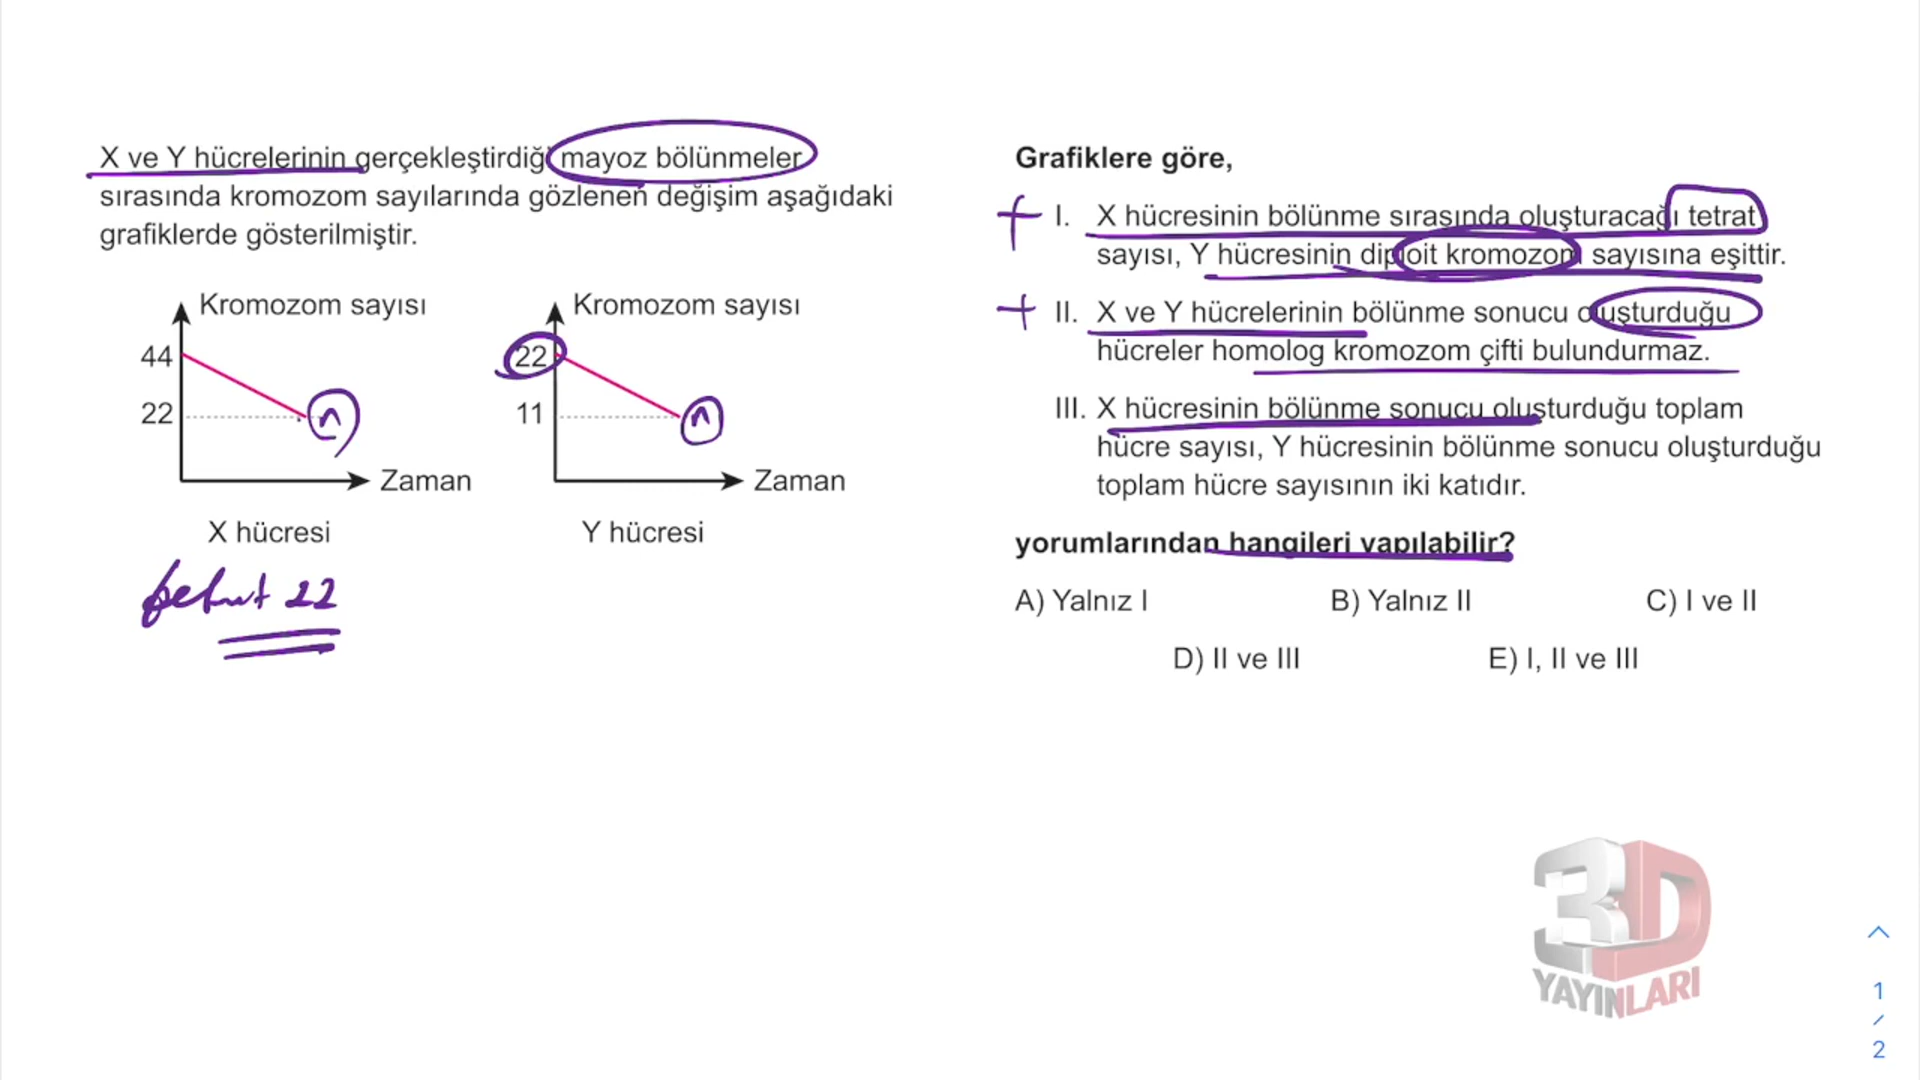 X ve Y hücrelerinin gerçekleştirdiği mayoz bölünmeler
sırasında kromozom sayılarında gözlenen değişim aşağıdaki
grafiklerde gösterilmiştir.
Kromozom sayısı
44
22
n
Zaman
X hücresi
tetrat 22
Kromozom sayısı
22
11
n
Zaman
Y hücresi
Grafiklere göre,
+ I. X hücresinin bölünme sırasında oluşturacağı tetrat
sayısı, Y hücresinin diploit kromozom sayısına eşittir.
+ II. X ve Y hücrelerinin bölünme sonucu oluşturduğu
hücreler homolog kromozom çifti bulundurmaz.
III. X hücresinin bölünme sonucu oluşturduğu toplam
hücre sayısı, Y hücresinin bölünme sonucu oluşturduğu
toplam hücre sayısının iki katıdır.
yorumlarından hangileri yapılabilir?
A) Yalnız I B) Yalnız II C) I ve II
D) II ve III E) I, II ve III
3D
YAYINLARI
1
/
2